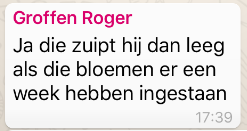 Groffen Roger
Ja die zuipt hij dan leeg
als die bloemen er een
week hebben ingestaan
17:39